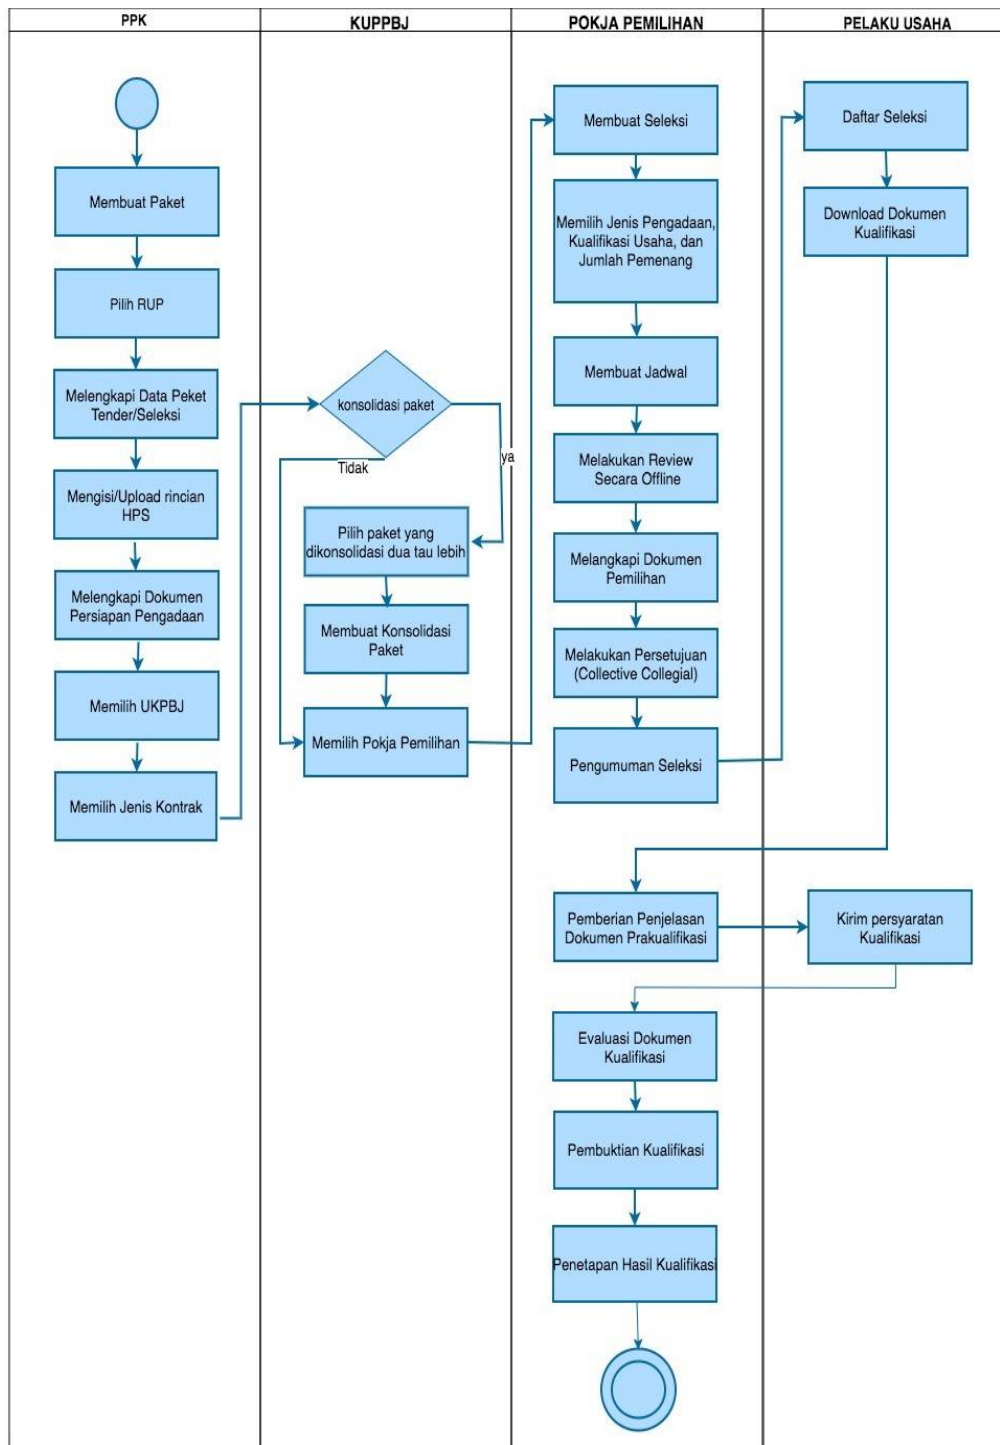 PPK
KUPPBJ
POKJA PEMILIHAN
PELAKU USAHA
Membuat Paket
Pilih RUP
Melengkapi Data Peket
Tender/Seleksi
Mengisi/Upload rincian
HPS
Melengkapi Dokumen
Persiapan Pengadaan
Memilih UKPBJ
Memilih Jenis Kontrak
konsolidasi paket
Tidak
ya
Pilih paket yang
dikonsolidasi dua tau lebih
Membuat Konsolidasi
Paket
Memilih Pokja Pemilihan
Membuat Seleksi
Memilih Jenis Pengadaan,
Kualifikasi Usaha, dan
Jumlah Pemenang
Membuat Jadwal
Melakukan Review
Secara Offline
Melangkapi Dokumen
Pemilihan
Melakukan Persetujuan
(Collective Collegial)
Pengumuman Seleksi
Daftar Seleksi
Download Dokumen
Kualifikasi
Pemberian Penjelasan
Dokumen Prakualifikasi
Kirim persyaratan
Kualifikasi
Evaluasi Dokumen
Kualifikasi
Pembuktian Kualifikasi
Penetapan Hasil Kualifikasi